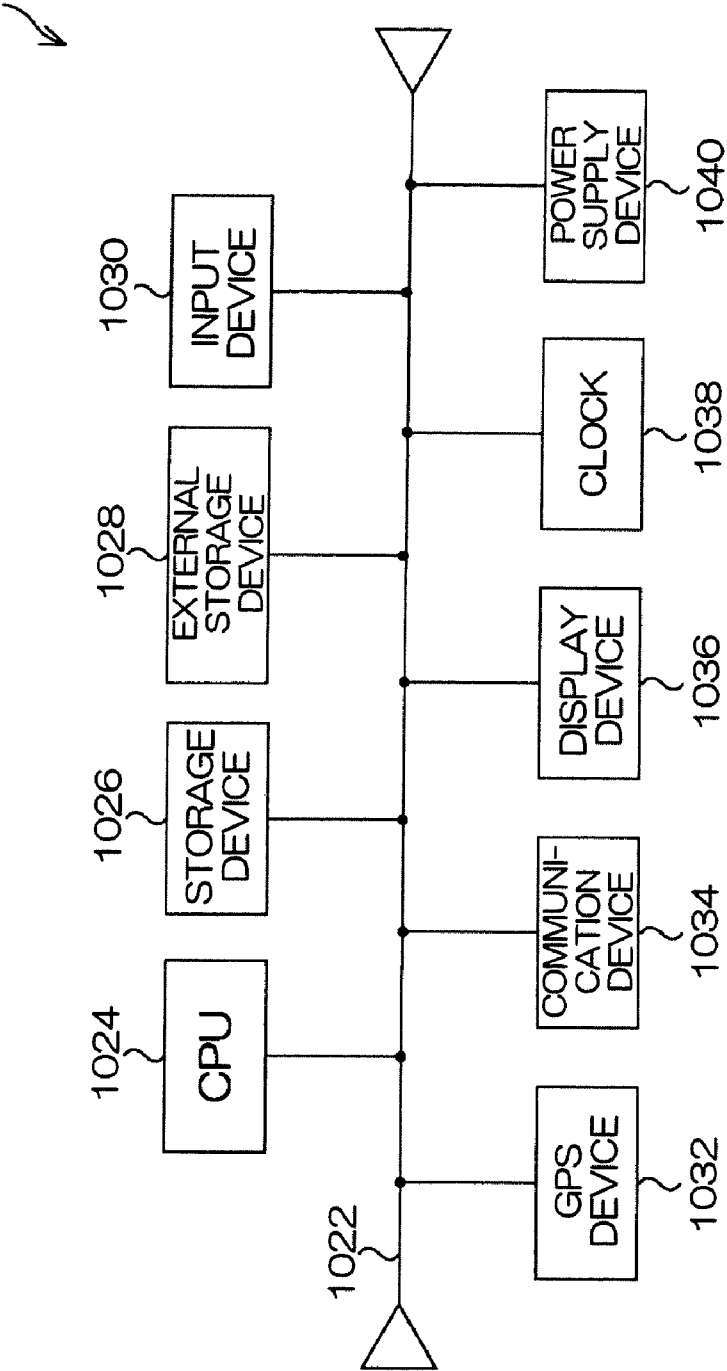 1024
CPU
1026
STORAGE
DEVICE
1028
EXTERNAL
STORAGE
DEVICE
1030
INPUT
DEVICE
1022
GPS
DEVICE
1032
COMMUNI-
CATION
DEVICE
1034
DISPLAY
DEVICE
1036
CLOCK
1038
POWER
SUPPLY
DEVICE
1040